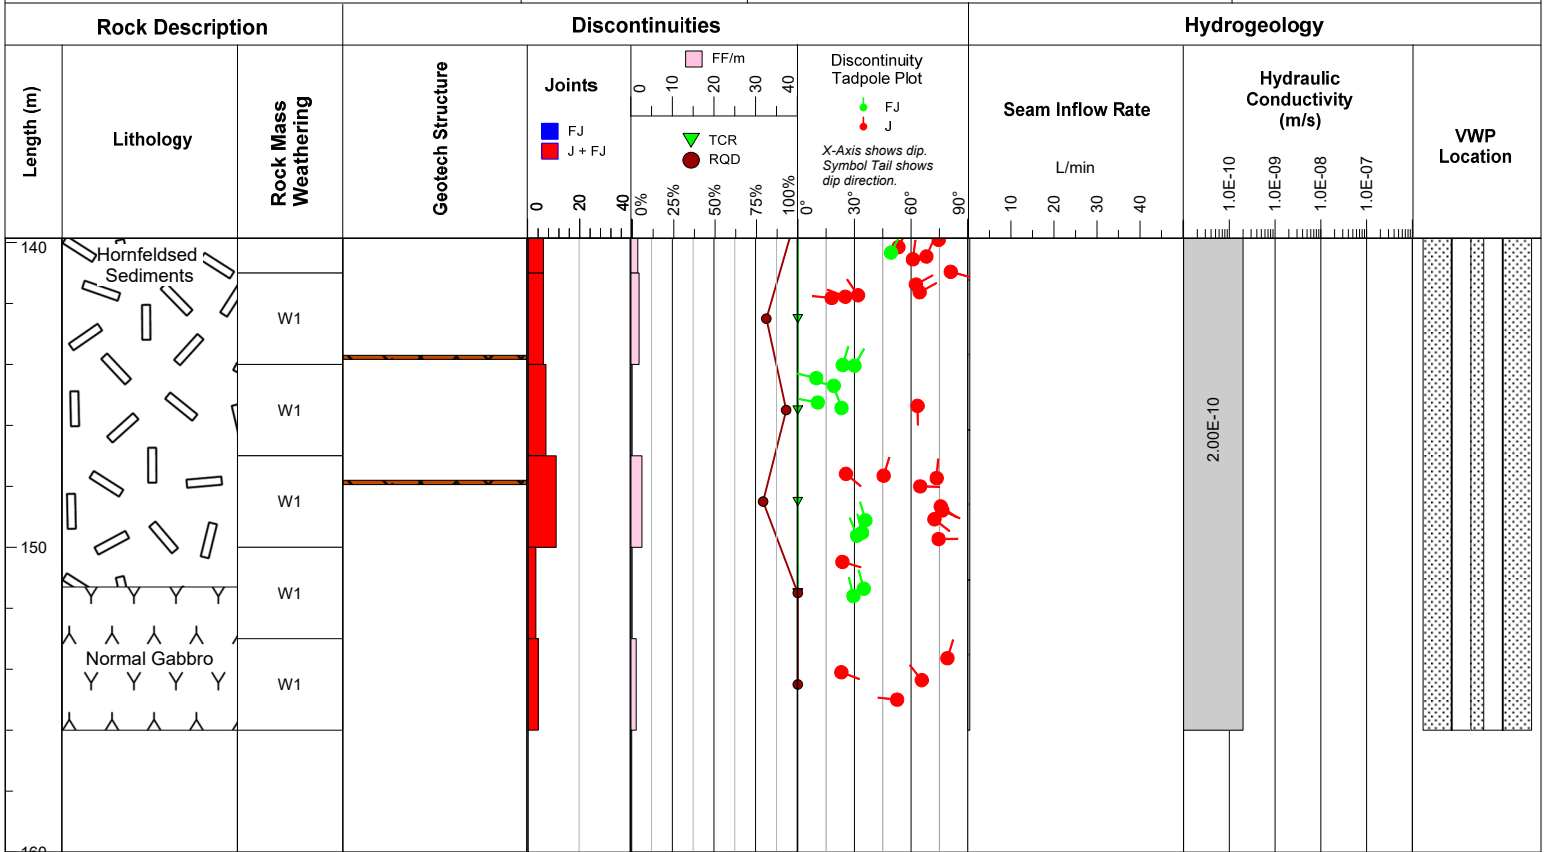 Rock Description
Discontinuities
Hydrogeology
Length (m)
Lithology
Rock Mass
Weathering
Geotech Structure
Joints
FJ
J + FJ
0
20
40
FF/m
0
10
20
30
40
TCR
RQD
0%
25%
50%
75%
100%
Discontinuity
Tadpole Plot
FJ
J
X-Axis shows dip.
Symbol Tail shows
dip direction.
0°
30°
60°
90°
Seam Inflow Rate
L/min
10
20
30
40
Hydraulic
Conductivity
(m/s)
1.0E-10
1.0E-09
1.0E-08
1.0E-07
VWP
Location
140
Hornfeldsed
Sediments
W1
W1
2.00E-10
W1
150
W1
Normal Gabbro
W1
160